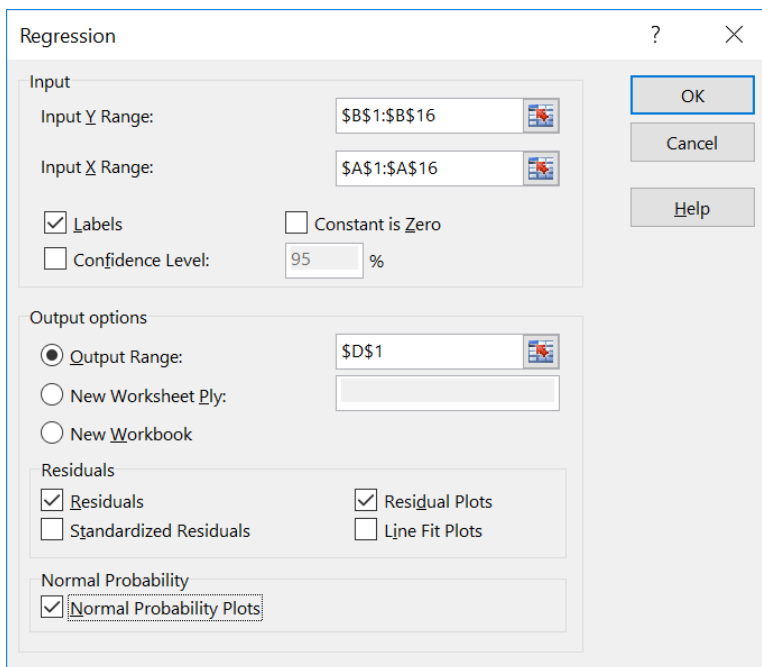 Regression
Input
Input Y Range: $B$1:$B$16
Input X Range: $A$1:$A$16
Labels Constant is Zero
Confidence Level: 95 %
Output options
Output Range: $D$1
New Worksheet Ply:
New Workbook
Residuals
Residuals Residual Plots
Standardized Residuals Line Fit Plots
Normal Probability
Normal Probability Plots
OK
Cancel
Help
?